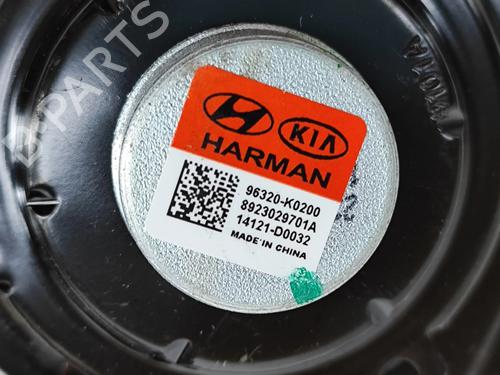 B-PARTS
KIA
HARMAN
96320-K0200
8923029701A
14121-D0032
MADE IN CHINA